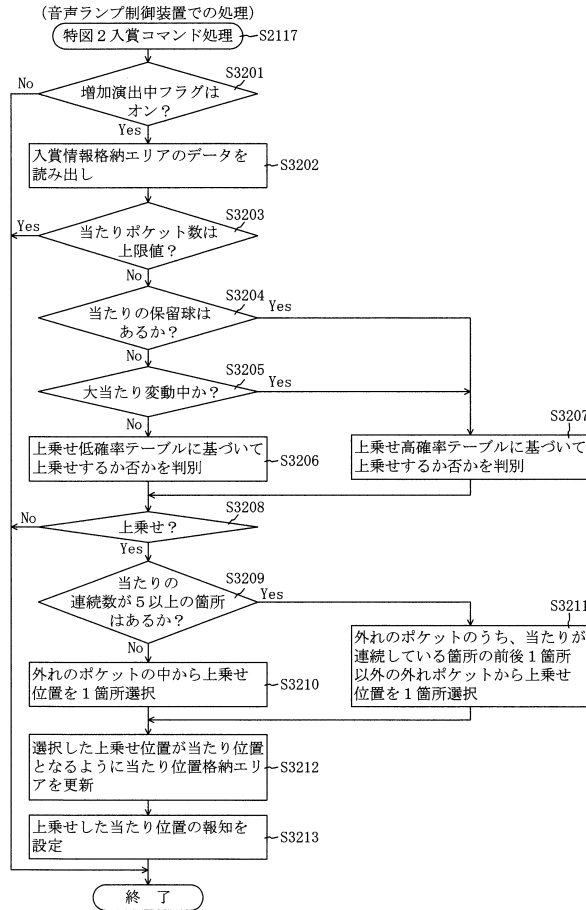 (音声ランプ制御装置での処理)
特図２入賞コマンド処理
S2117
S3201
No
増加演出中フラグは
オン？
Yes
入賞情報格納エリアのデータを
読み出し
S3202
S3203
Yes
当たりポケット数は
上限値？
No
S3204
当たりの保留球は
あるか？
Yes
No
S3205
大当たり変動中か？
Yes
No
S3207
上乗せ低確率テーブルに基づいて
上乗せするか否かを判別
S3206
上乗せ高確率テーブルに基づいて
上乗せするか否かを判別
S3208
No
上乗せ？
Yes
S3209
当たりの
連続数が５以上の箇所
はあるか？
Yes
No
S3211
外れのポケットの中から上乗せ
位置を１箇所選択
S3210
外れのポケットのうち、当たりが
連続している箇所の前後１箇所
以外の外れポケットから上乗せ
位置を１箇所選択
選択した上乗せ位置が当たり位置
となるように当たり位置格納エリ
アを更新
S3212
上乗せした当たり位置の報知を
設定
S3213
終 了